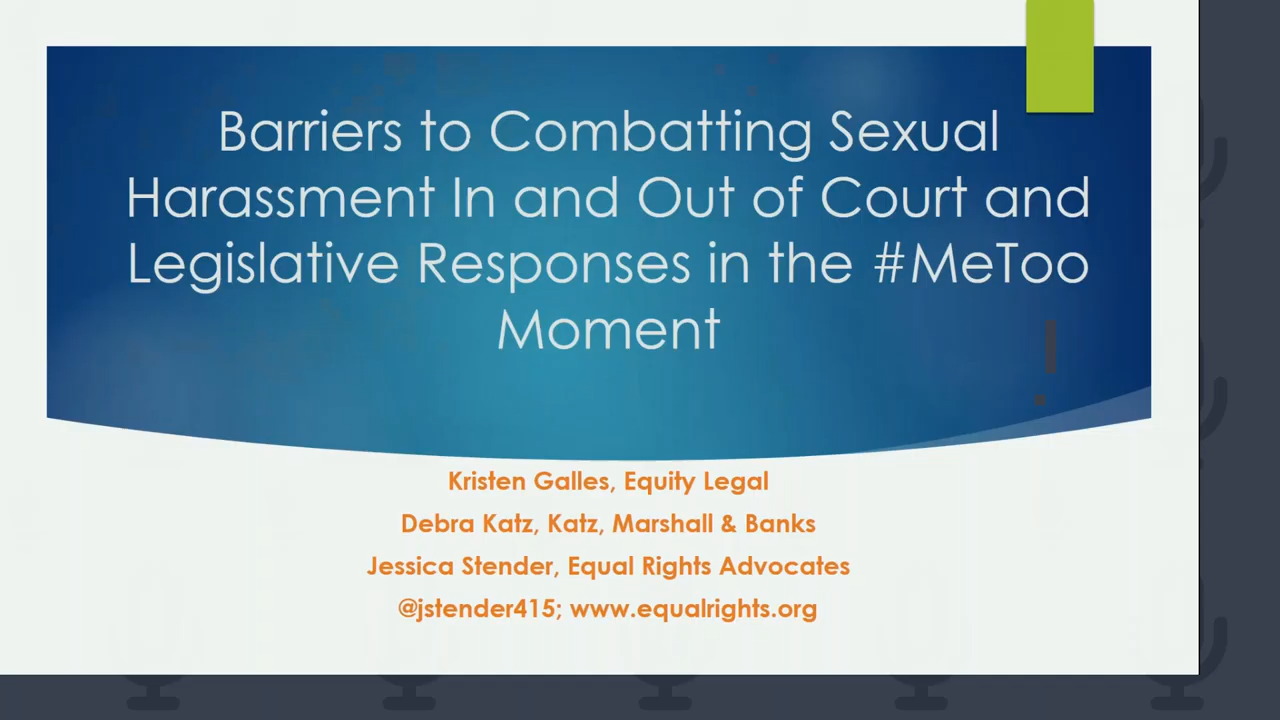 Barriers to Combatting Sexual
Harassment In and Out of Court and
Legislative Responses in the #MeToo
Moment
Kristen Galles, Equity Legal
Debra Katz, Katz, Marshall & Banks
Jessica Stender, Equal Rights Advocates
@jstender415; www.equalrights.org